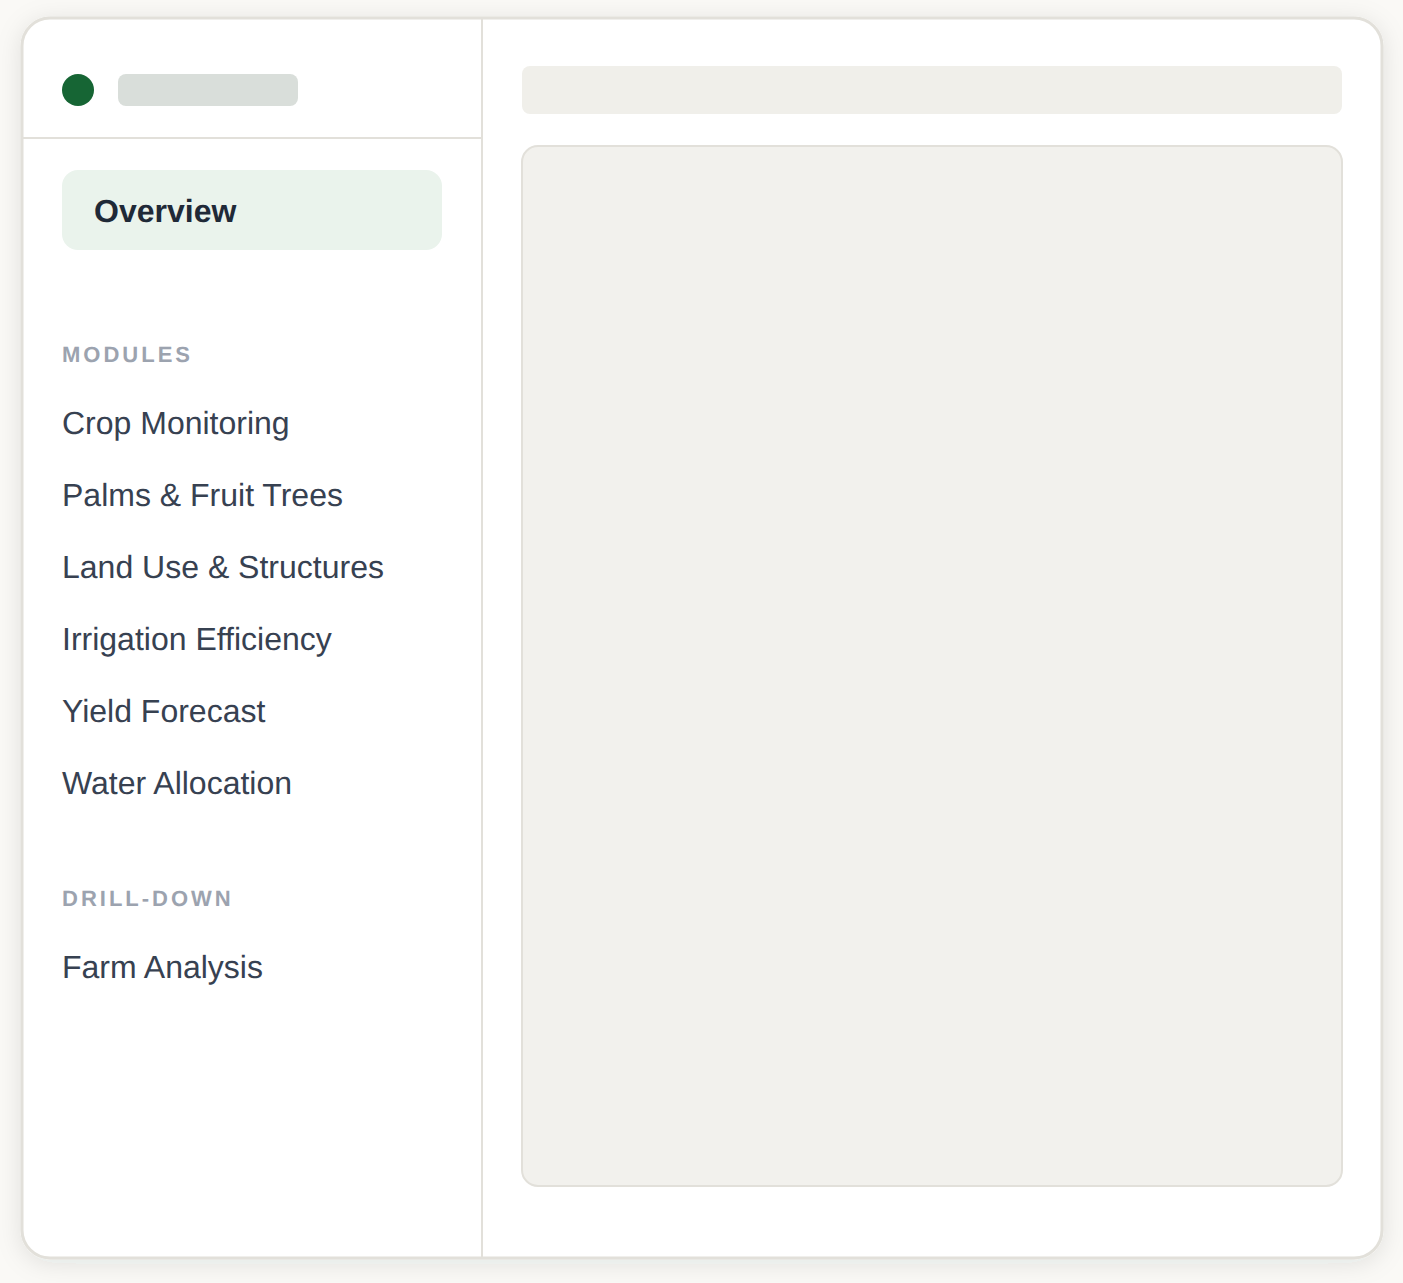 Overview
MODULES
Crop Monitoring
Palms & Fruit Trees
Land Use & Structures
Irrigation Efficiency
Yield Forecast
Water Allocation
DRILL-DOWN
Farm Analysis